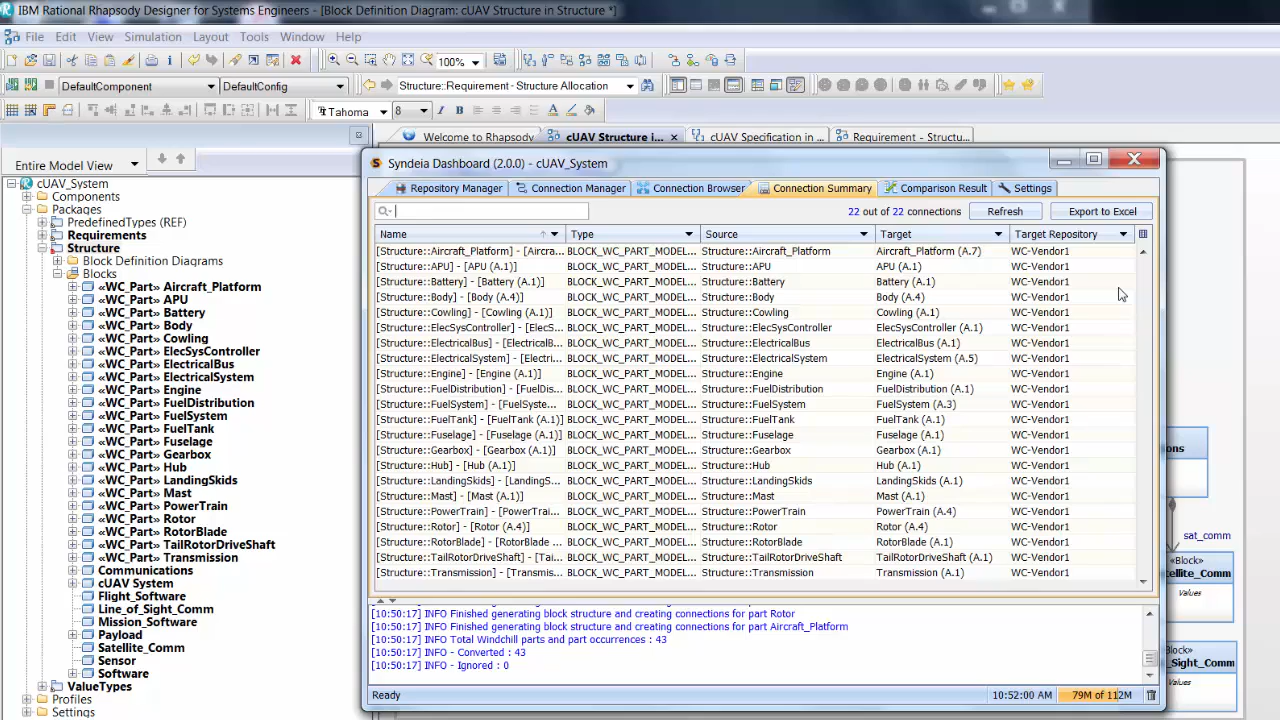 IBM Rational Rhapsody Designer for Systems Engineers - [Block Definition Diagram: cUAV Structure in Structure *]
File Edit View Simulation Layout Tools Window Help
100%
DefaultComponent DefaultConfig Structure::Requirement - Structure Allocation
Tahoma 8 I B A
Welcome to Rhapsody cUAV Structure i... cUAV Specification in ... Requirement - Structu...
Entire Model View
cUAV_System
Components
Packages
PredefinedTypes (REF)
Requirements
Structure
Block Definition Diagrams
Blocks
«WC_Part» Aircraft_Platform
«WC_Part» APU
«WC_Part» Battery
«WC_Part» Body
«WC_Part» Cowling
«WC_Part» ElecSysController
«WC_Part» ElectricalBus
«WC_Part» ElectricalSystem
«WC_Part» Engine
«WC_Part» FuelDistribution
«WC_Part» FuelSystem
«WC_Part» FuelTank
«WC_Part» Fuselage
«WC_Part» Gearbox
«WC_Part» Hub
«WC_Part» LandingSkids
«WC_Part» Mast
«WC_Part» PowerTrain
«WC_Part» Rotor
«WC_Part» RotorBlade
«WC_Part» TailRotorDriveShaft
«WC_Part» Transmission
Communications
cUAV System
Flight_Software
Line_of_Sight_Comm
Mission_Software
Payload
Satellite_Comm
Sensor
Software
ValueTypes
Profiles
Settings
Syndeia Dashboard (2.0.0) - cUAV_System
Repository Manager Connection Manager Connection Browser Connection Summary Comparison Result Settings
22 out of 22 connections Refresh Export to Excel
Name Type Source Target Target Repository
[Structure::Aircraft_Platform] - [Aircra... BLOCK_WC_PART_MODEL... Structure::Aircraft_Platform Aircraft_Platform (A.7) WC-Vendor1
[Structure::APU] - [APU (A.1)] BLOCK_WC_PART_MODEL... Structure::APU APU (A.1) WC-Vendor1
[Structure::Battery] - [Battery (A.1)] BLOCK_WC_PART_MODEL... Structure::Battery Battery (A.1) WC-Vendor1
[Structure::Body] - [Body (A.4)] BLOCK_WC_PART_MODEL... Structure::Body Body (A.4) WC-Vendor1
[Structure::Cowling] - [Cowling (A.1)] BLOCK_WC_PART_MODEL... Structure::Cowling Cowling (A.1) WC-Vendor1
[Structure::ElecSysController] - [ElecS... BLOCK_WC_PART_MODEL... Structure::ElecSysController ElecSysController (A.1) WC-Vendor1
[Structure::ElectricalBus] - [ElectricalB... BLOCK_WC_PART_MODEL... Structure::ElectricalBus ElectricalBus (A.1) WC-Vendor1
[Structure::ElectricalSystem] - [Electri... BLOCK_WC_PART_MODEL... Structure::ElectricalSystem ElectricalSystem (A.5) WC-Vendor1
[Structure::Engine] - [Engine (A.1)] BLOCK_WC_PART_MODEL... Structure::Engine Engine (A.1) WC-Vendor1
[Structure::FuelDistribution] - [FuelDis... BLOCK_WC_PART_MODEL... Structure::FuelDistribution FuelDistribution (A.1) WC-Vendor1
[Structure::FuelSystem] - [FuelSyste... BLOCK_WC_PART_MODEL... Structure::FuelSystem FuelSystem (A.3) WC-Vendor1
[Structure::FuelTank] - [FuelTank (A.1)] BLOCK_WC_PART_MODEL... Structure::FuelTank FuelTank (A.1) WC-Vendor1
[Structure::Fuselage] - [Fuselage (A.1)] BLOCK_WC_PART_MODEL... Structure::Fuselage Fuselage (A.1) WC-Vendor1
[Structure::Gearbox] - [Gearbox (A.1)] BLOCK_WC_PART_MODEL... Structure::Gearbox Gearbox (A.1) WC-Vendor1
[Structure::Hub] - [Hub (A.1)] BLOCK_WC_PART_MODEL... Structure::Hub Hub (A.1) WC-Vendor1
[Structure::LandingSkids] - [LandingS... BLOCK_WC_PART_MODEL... Structure::LandingSkids LandingSkids (A.1) WC-Vendor1
[Structure::Mast] - [Mast (A.1)] BLOCK_WC_PART_MODEL... Structure::Mast Mast (A.1) WC-Vendor1
[Structure::PowerTrain] - [PowerTrai... BLOCK_WC_PART_MODEL... Structure::PowerTrain PowerTrain (A.4) WC-Vendor1
[Structure::Rotor] - [Rotor (A.4)] BLOCK_WC_PART_MODEL... Structure::Rotor Rotor (A.4) WC-Vendor1
[Structure::RotorBlade] - [RotorBlade ... BLOCK_WC_PART_MODEL... Structure::RotorBlade RotorBlade (A.1) WC-Vendor1
[Structure::TailRotorDriveShaft] - [Tai... BLOCK_WC_PART_MODEL... Structure::TailRotorDriveShaft TailRotorDriveShaft (A.1) WC-Vendor1
[Structure::Transmission] - [Transmis... BLOCK_WC_PART_MODEL... Structure::Transmission Transmission (A.1) WC-Vendor1
[10:50:17] INFO Finished generating block structure and creating connections for part Rotor
[10:50:17] INFO Finished generating block structure and creating connections for part Aircraft_Platform
[10:50:17] INFO Total Windchill parts and part occurrences : 43
[10:50:17] INFO - Converted : 43
[10:50:17] INFO - Ignored : 0
Ready 10:52:00 AM 79M of 112M
ons
sat_comm
«Block»
tellite_Comm
Values
«Block»
_Sight_Comm
Values